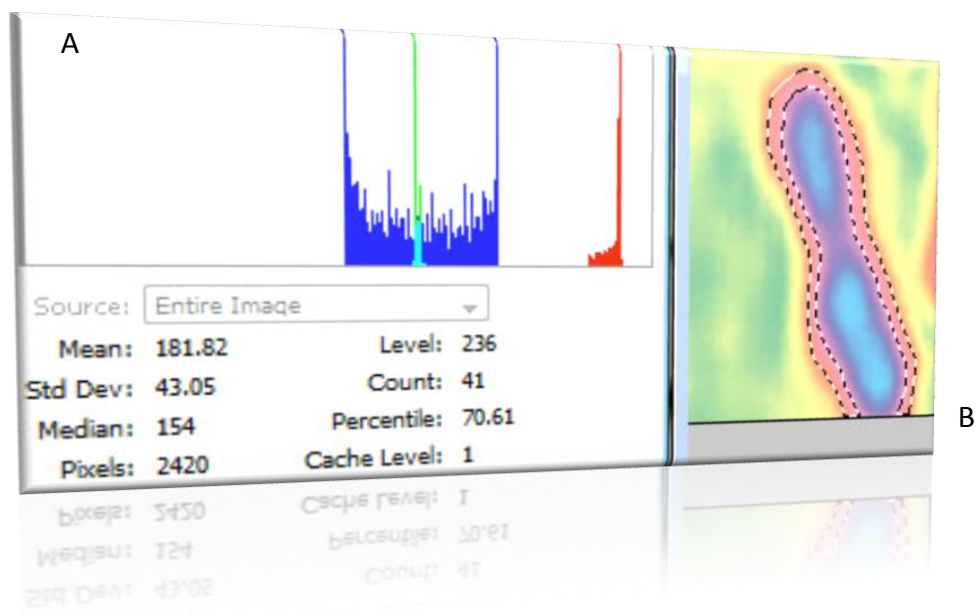 A
Source: Entire Image
Mean: 181.82 Level: 236
Std Dev: 43.05 Count: 41
Median: 154 Percentile: 70.61
Pixels: 2420 Cache Level: 1
B